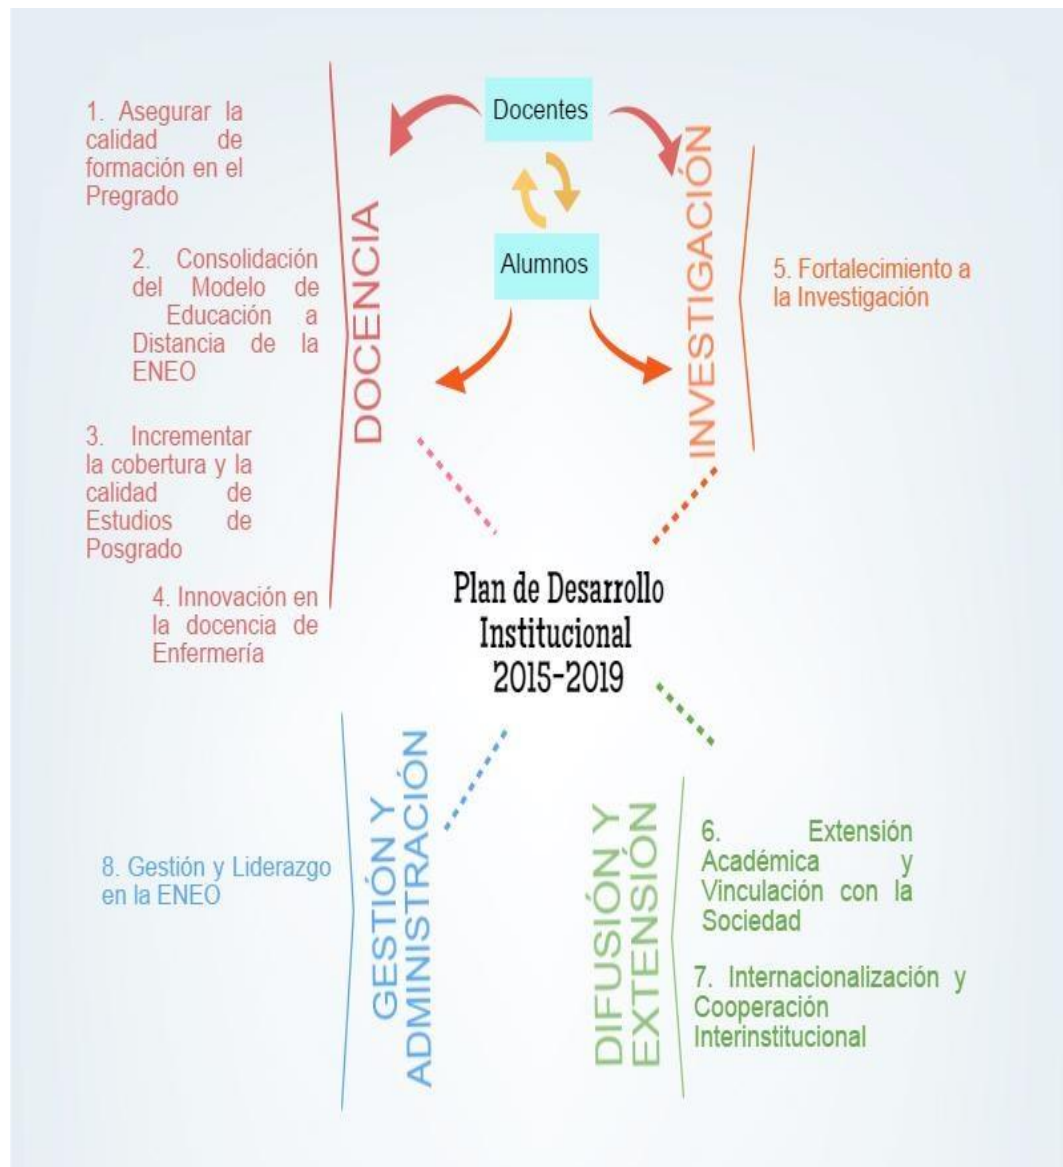 Docentes
Alumnos
DOCENCIA
1. Asegurar la
calidad de
formación en el
Pregrado
2. Consolidación
del Modelo de
Educación a
Distancia de la
ENEO
3. Incrementar
la cobertura y la
calidad de
Estudios de
Posgrado
4. Innovación en
la docencia de
Enfermería
INVESTIGACIÓN
5. Fortalecimiento a
la Investigación
Plan de Desarrollo
Institucional
2015-2019
GESTIÓN Y
ADMINISTRACIÓN
8. Gestión y Liderazgo
en la ENEO
DIFUSIÓN Y
EXTENSIÓN
6. Extensión
Académica y
Vinculación con la
Sociedad
7. Internacionalización y
Cooperación
Interinstitucional